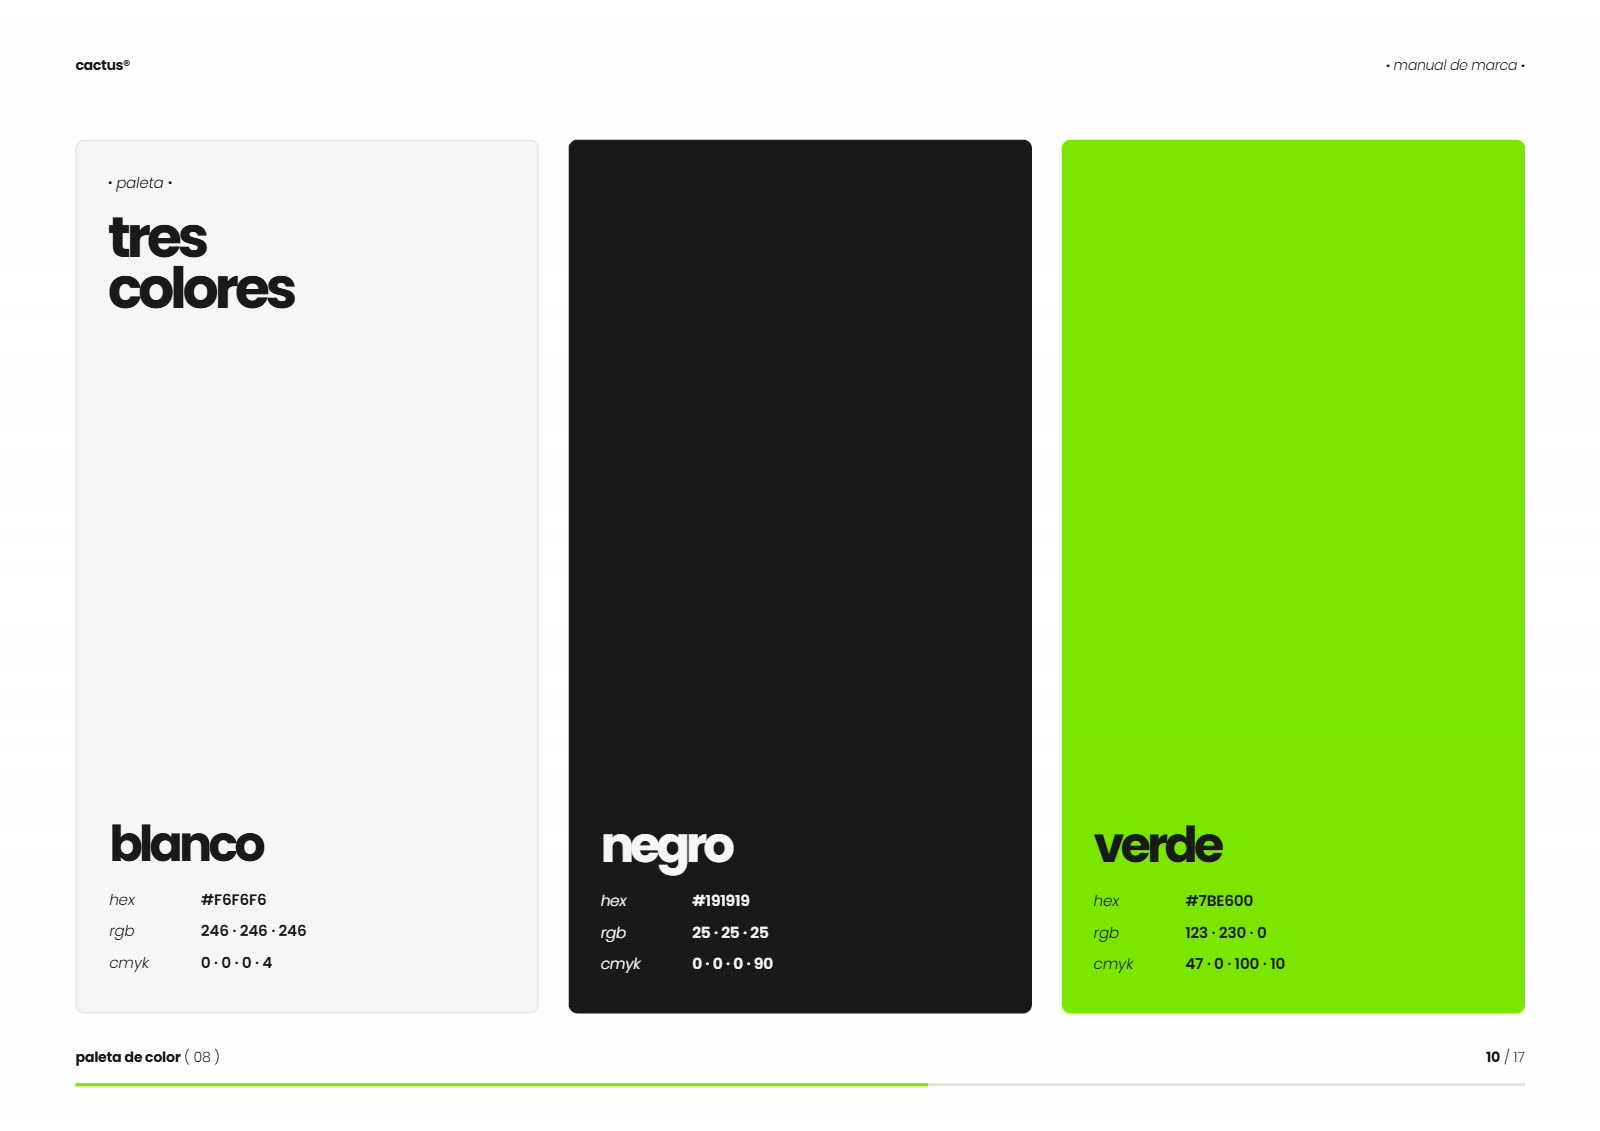 cactus®
• manual de marca •
• paleta •
tres
colores
blanco
hex #F6F6F6
rgb 246 · 246 · 246
cmyk 0 · 0 · 0 · 4
negro
hex #191919
rgb 25 · 25 · 25
cmyk 0 · 0 · 0 · 90
verde
hex #7BE600
rgb 123 · 230 · 0
cmyk 47 · 0 · 100 · 10
paleta de color ( 08 )
10 / 17